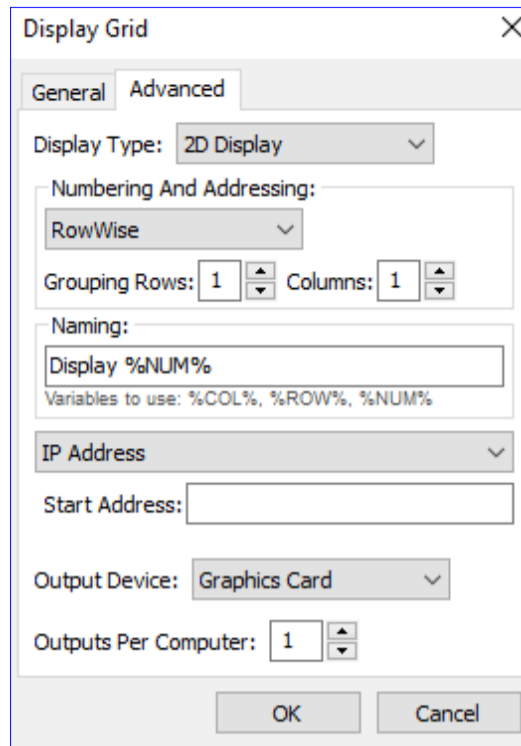 Display Grid
General Advanced
Display Type: 2D Display
Numbering And Addressing:
RowWise
Grouping Rows: 1 Columns: 1
Naming:
Display %NUM%
Variables to use: %COL%, %ROW%, %NUM%
IP Address
Start Address:
Output Device: Graphics Card
Outputs Per Computer: 1
OK Cancel